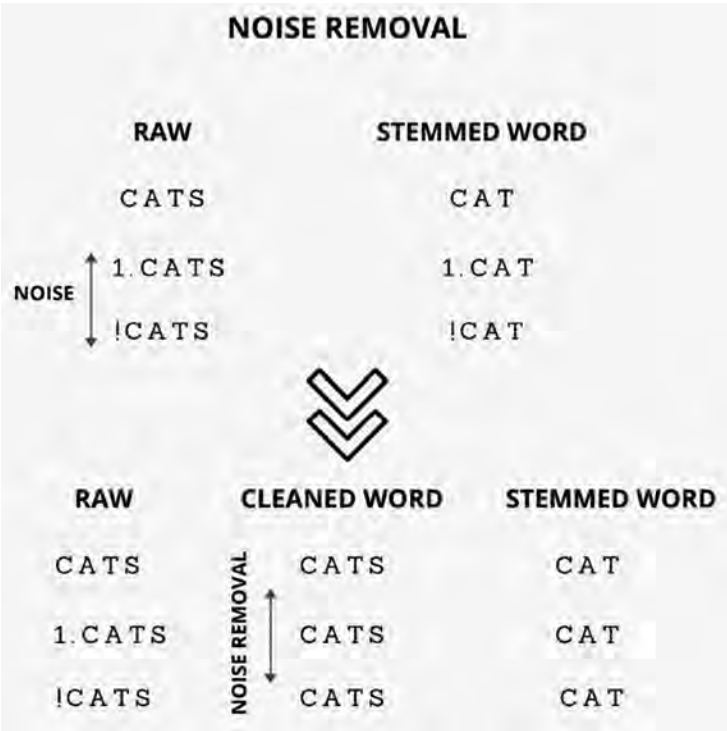 NOISE REMOVAL
RAW STEMMED WORD
CATS CAT
1.CATS 1.CAT
NOISE
!CATS !CAT
RAW CLEANED WORD STEMMED WORD
CATS CATS CAT
NOISE REMOVAL
1.CATS CATS CAT
!CATS CATS CAT